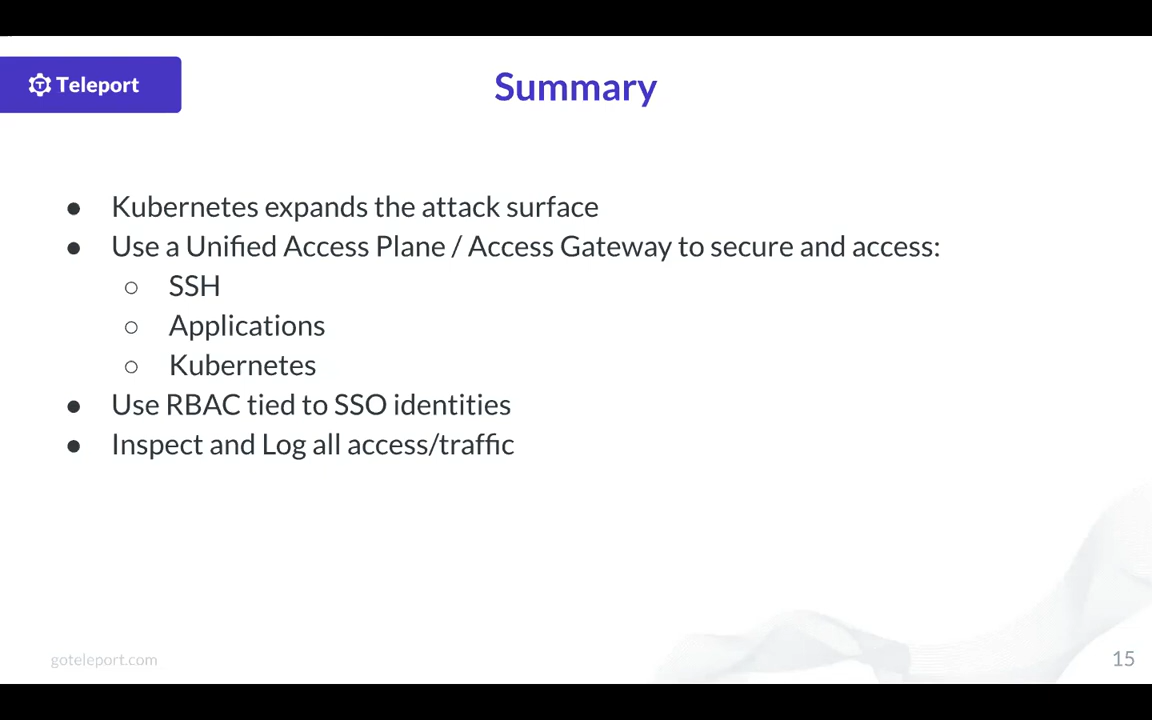 Teleport
Summary
● Kubernetes expands the attack surface
● Use a Unified Access Plane / Access Gateway to secure and access:
○ SSH
○ Applications
○ Kubernetes
● Use RBAC tied to SSO identities
● Inspect and Log all access/traffic
goteleport.com
15